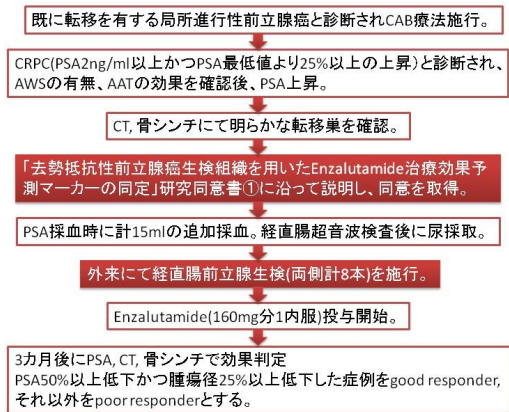 既に転移を有する局所進行性前立腺癌と診断されCAB療法施行。
CRPC(PSA2ng/ml以上かつPSA最低値より25%以上の上昇)と診断され、
AWSの有無、AATの効果を確認後、PSA上昇。
CT, 骨シンチにて明らかな転移巣を確認。
「去勢抵抗性前立腺癌生検組織を用いたEnzalutamide治療効果予
測マーカーの同定」研究同意書①に沿って説明し、同意を取得。
PSA採血時に計15mlの追加採血。経直腸超音波検査後に尿採取。
外来にて経直腸前立腺生検(両側計8本)を施行。
Enzalutamide(160mg分1内服)投与開始。
3カ月後にPSA, CT, 骨シンチで効果判定
PSA50%以上低下かつ腫瘍径25%以上低下した症例をgood responder,
それ以外をpoor responderとする。